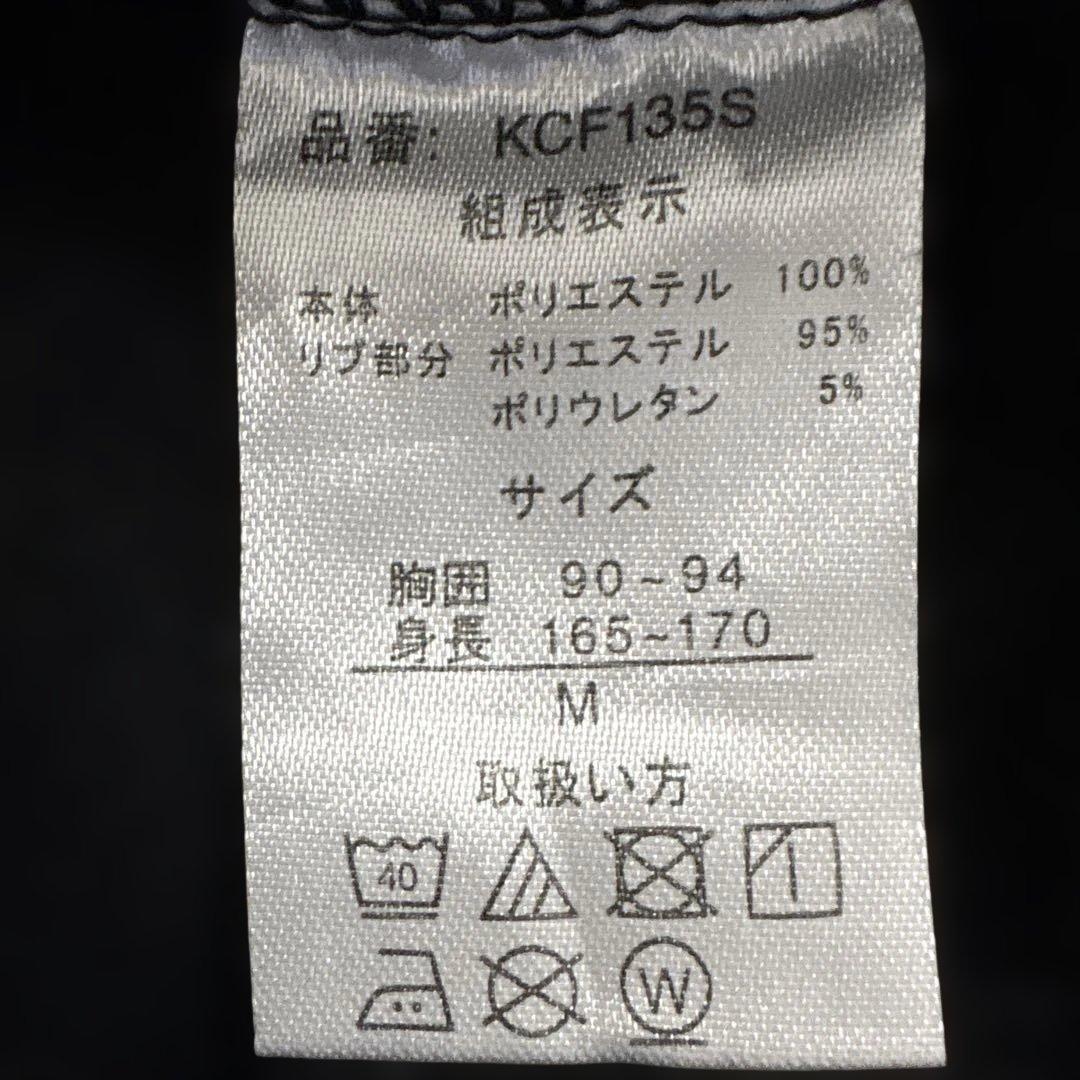 品番: KCF135S
組成表示
本体 ポリエステル 100%
リブ部分 ポリエステル 95%
ポリウレタン 5%
サイズ
胸囲 90~94
身長 165~170
M
取扱い方
40
W